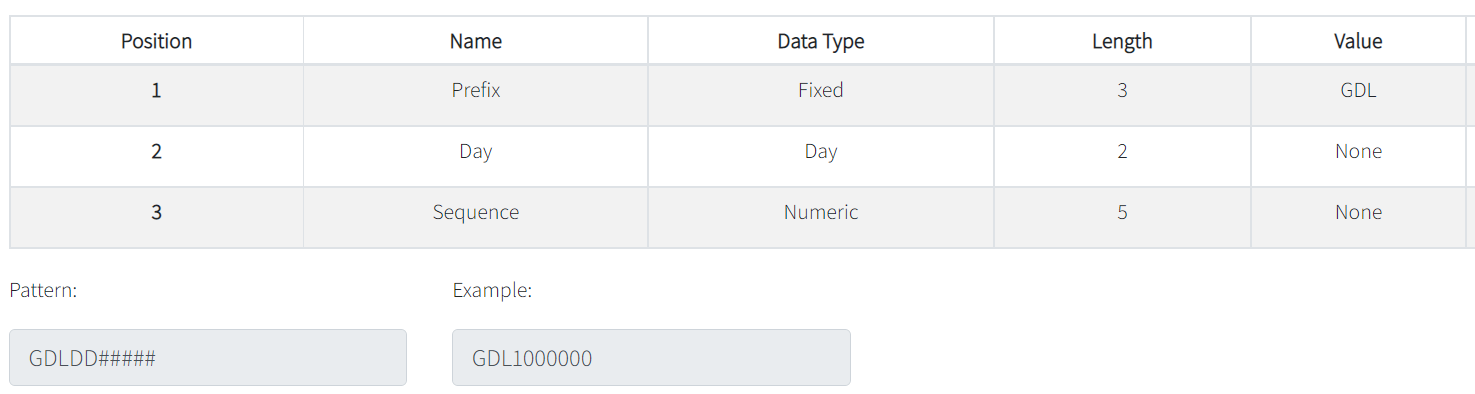 Position Name Data Type Length Value
1 Prefix Fixed 3 GDL
2 Day Day 2 None
3 Sequence Numeric 5 None
Pattern: Example:
GDLDD##### GDL1000000